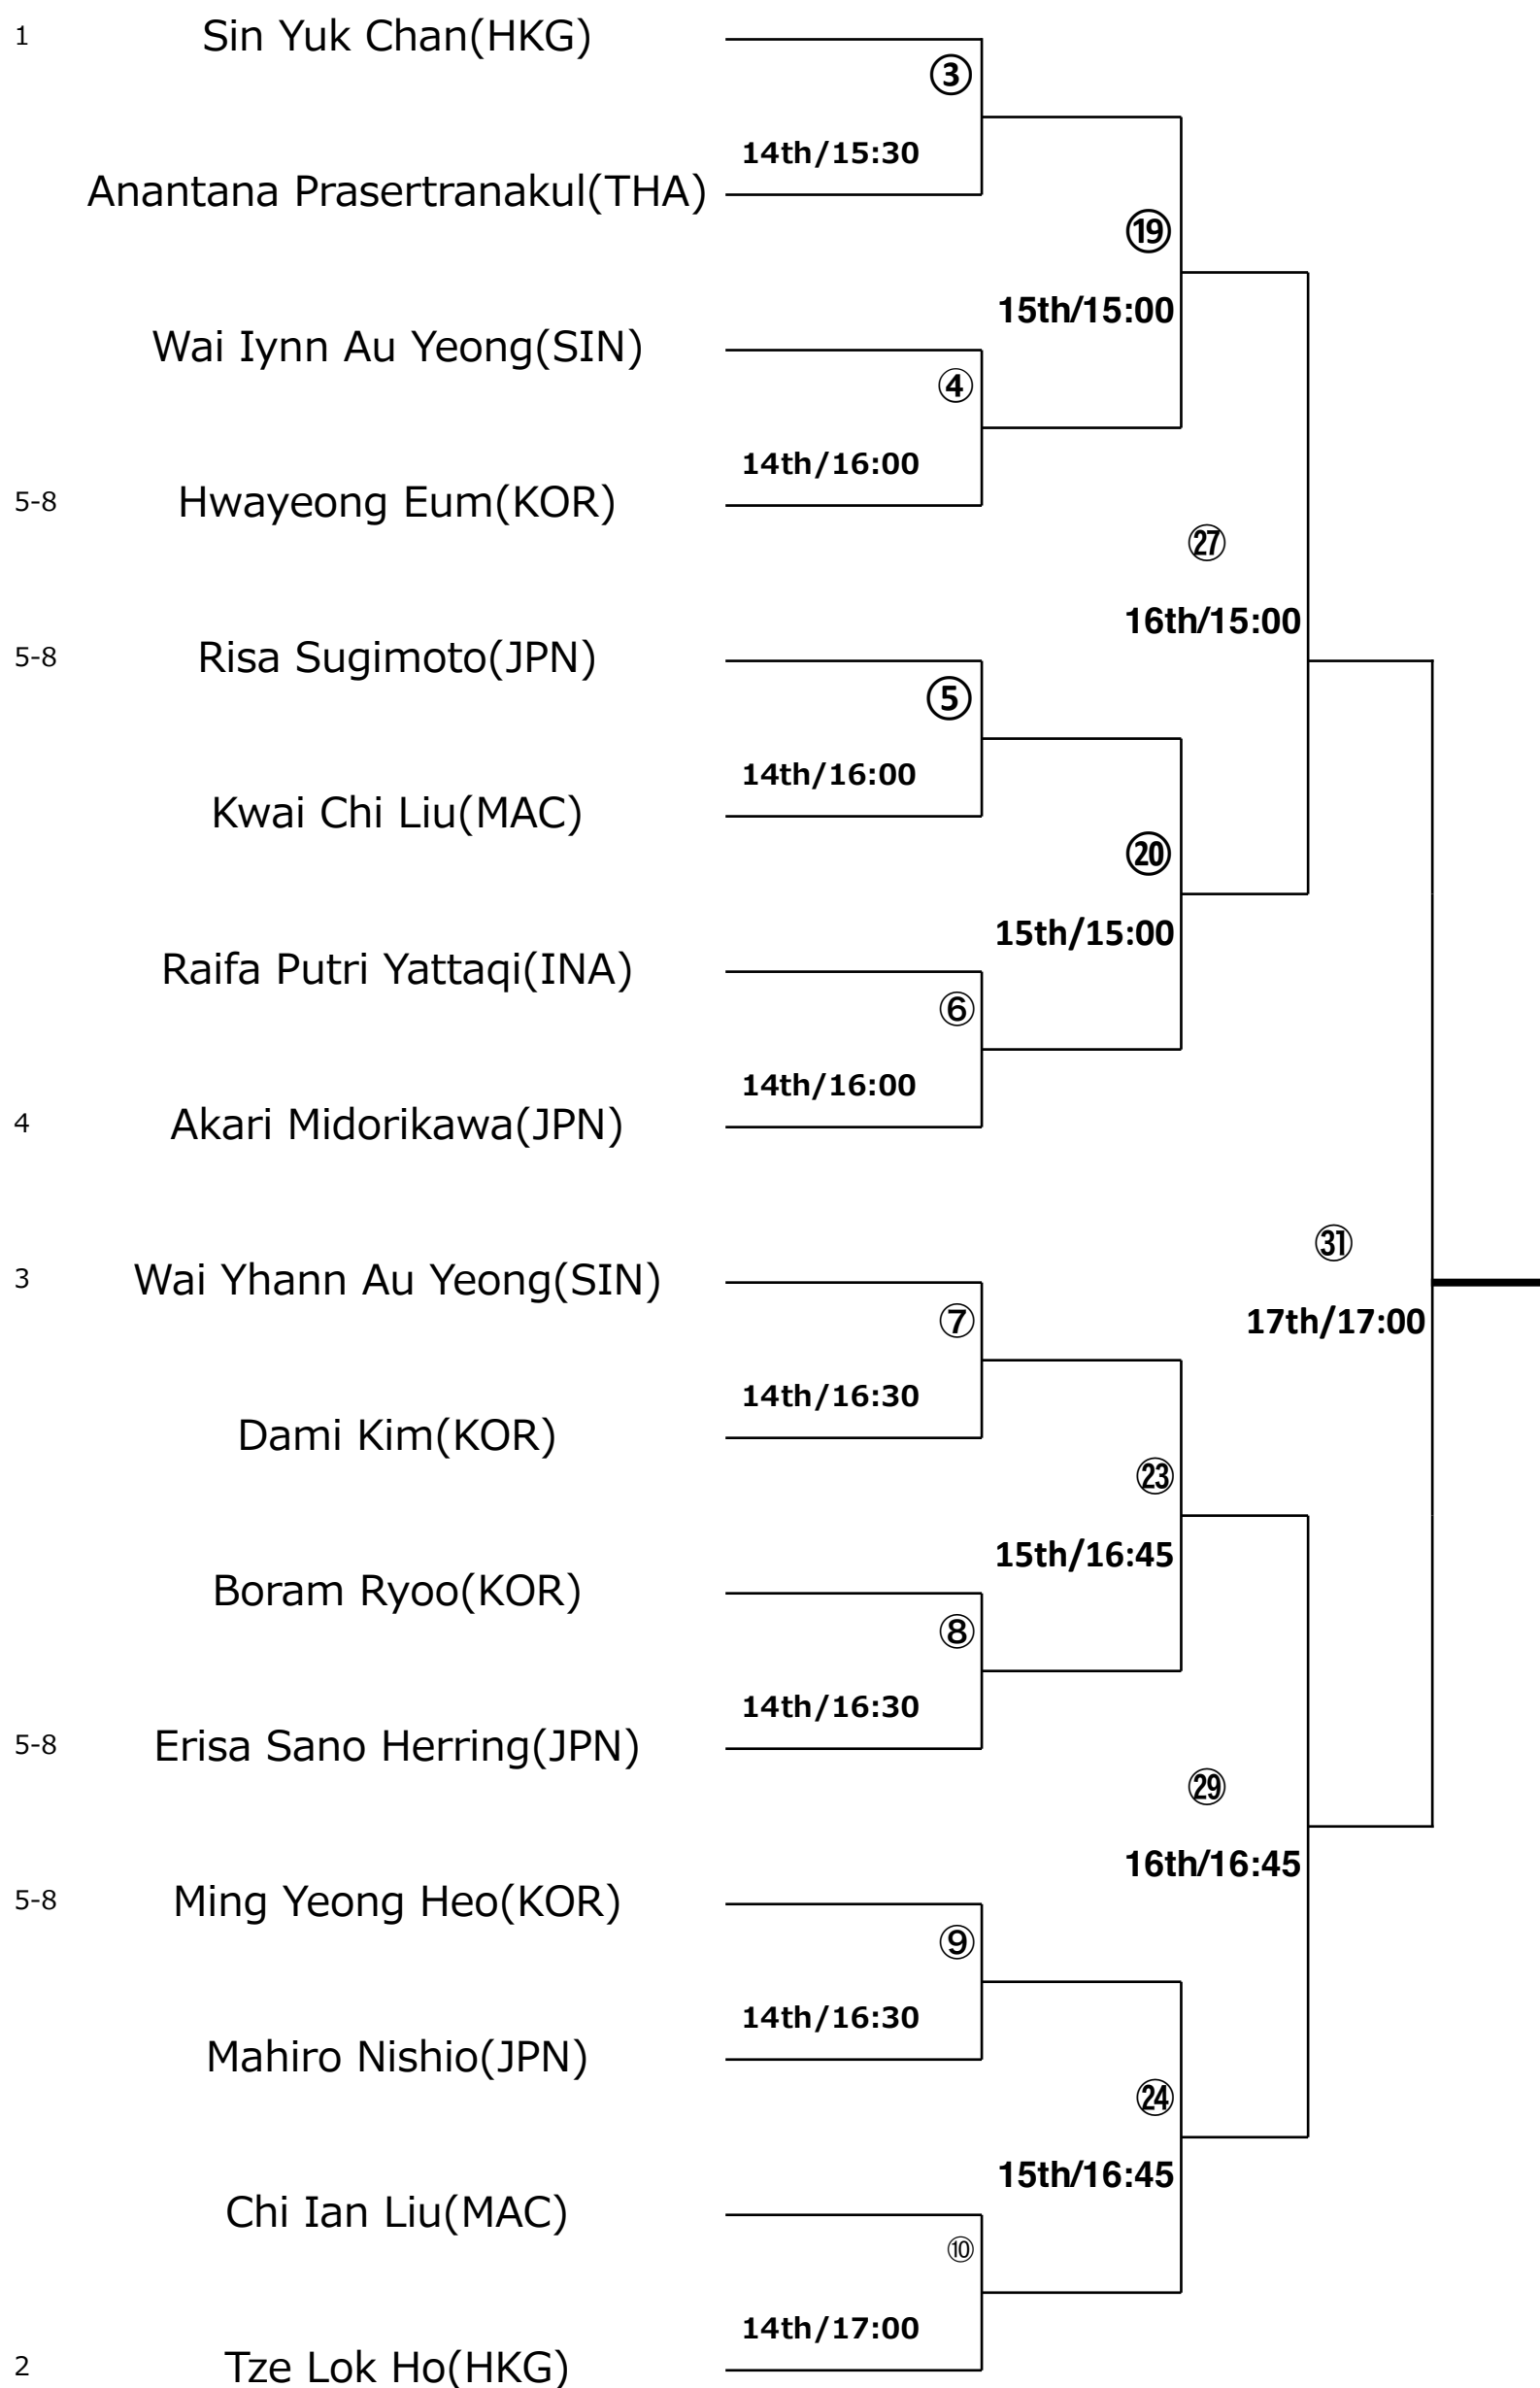 1 Sin Yuk Chan(HKG)
③
14th/15:30
Anantana Prasertranakul(THA)
⑲
15th/15:00
Wai Iynn Au Yeong(SIN)
④
14th/16:00
5-8 Hwayeong Eum(KOR)
㉗
16th/15:00
5-8 Risa Sugimoto(JPN)
⑤
14th/16:00
Kwai Chi Liu(MAC)
⑳
15th/15:00
Raifa Putri Yattaqi(INA)
⑥
14th/16:00
4 Akari Midorikawa(JPN)
㉛
17th/17:00
3 Wai Yhann Au Yeong(SIN)
⑦
14th/16:30
Dami Kim(KOR)
㉓
15th/16:45
Boram Ryoo(KOR)
⑧
14th/16:30
5-8 Erisa Sano Herring(JPN)
㉙
16th/16:45
5-8 Ming Yeong Heo(KOR)
⑨
14th/16:30
Mahiro Nishio(JPN)
㉔
15th/16:45
Chi Ian Liu(MAC)
⑩
14th/17:00
2 Tze Lok Ho(HKG)